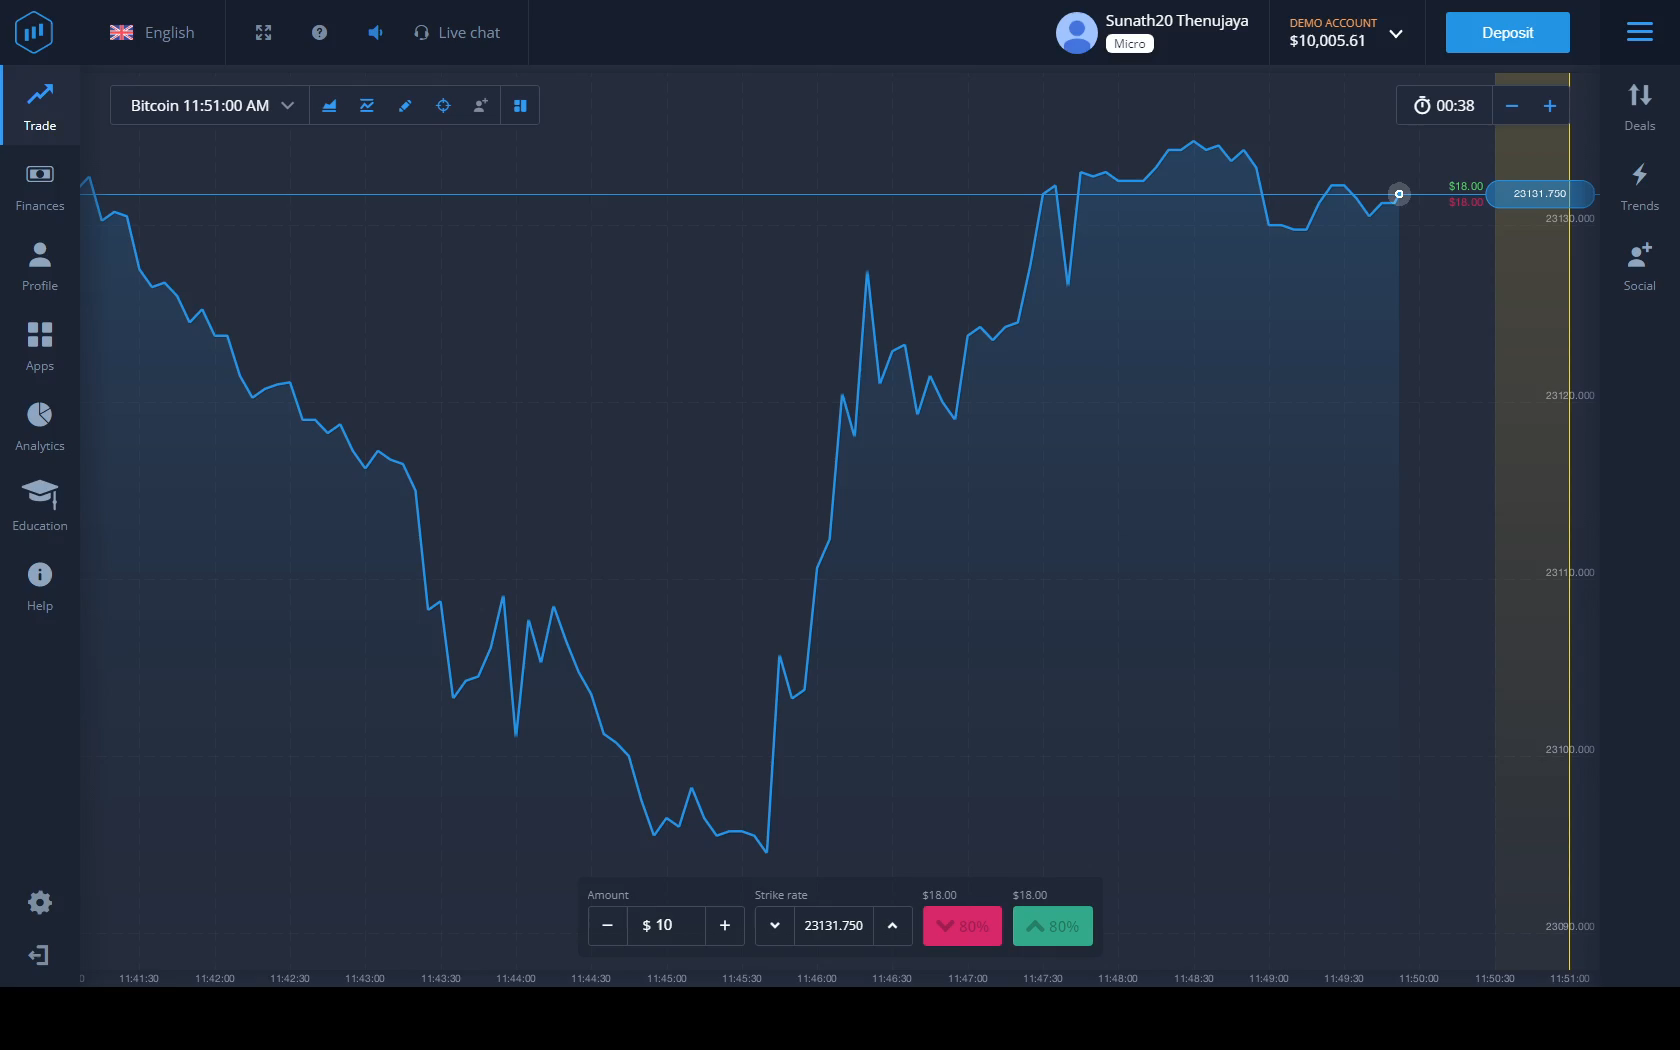 English
Live chat
Sunath20 Thenujaya
Micro
DEMO ACCOUNT
$10,005.61
Deposit
Trade
Finances
Profile
Apps
Analytics
Education
Help
Bitcoin 11:51:00 AM
00:38
Deals
Trends
Social
$18.00
$18.00
23131.750
23130.000
23120.000
23110.000
23100.000
23090.000
Amount
Strike rate
$18.00
$18.00
$ 10
23131.750
80%
80%
0 11:41:30 11:42:00 11:42:30 11:43:00 11:43:30 11:44:00 11:44:30 11:45:00 11:45:30 11:46:00 11:46:30 11:47:00 11:47:30 11:48:00 11:48:30 11:49:00 11:49:30 11:50:00 11:50:30 11:51:00